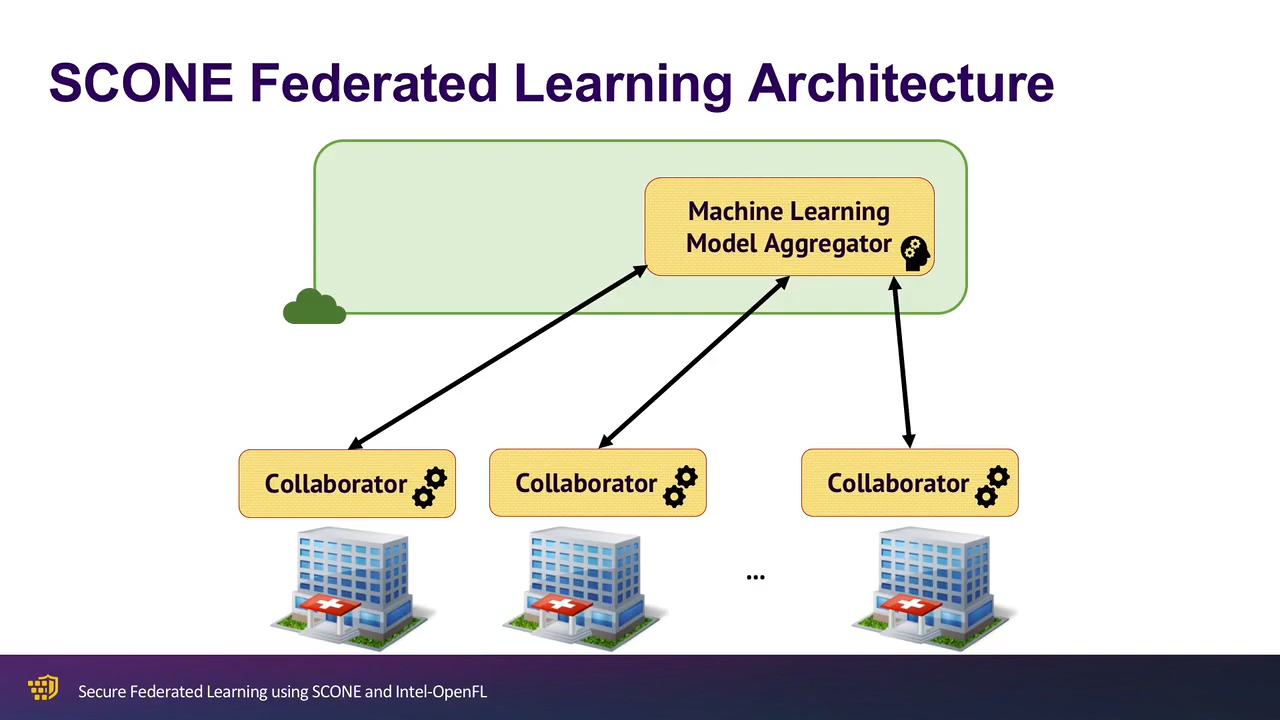 SCONE Federated Learning Architecture
Machine Learning
Model Aggregator
Collaborator
Collaborator
Collaborator
...
Secure Federated Learning using SCONE and Intel-OpenFL